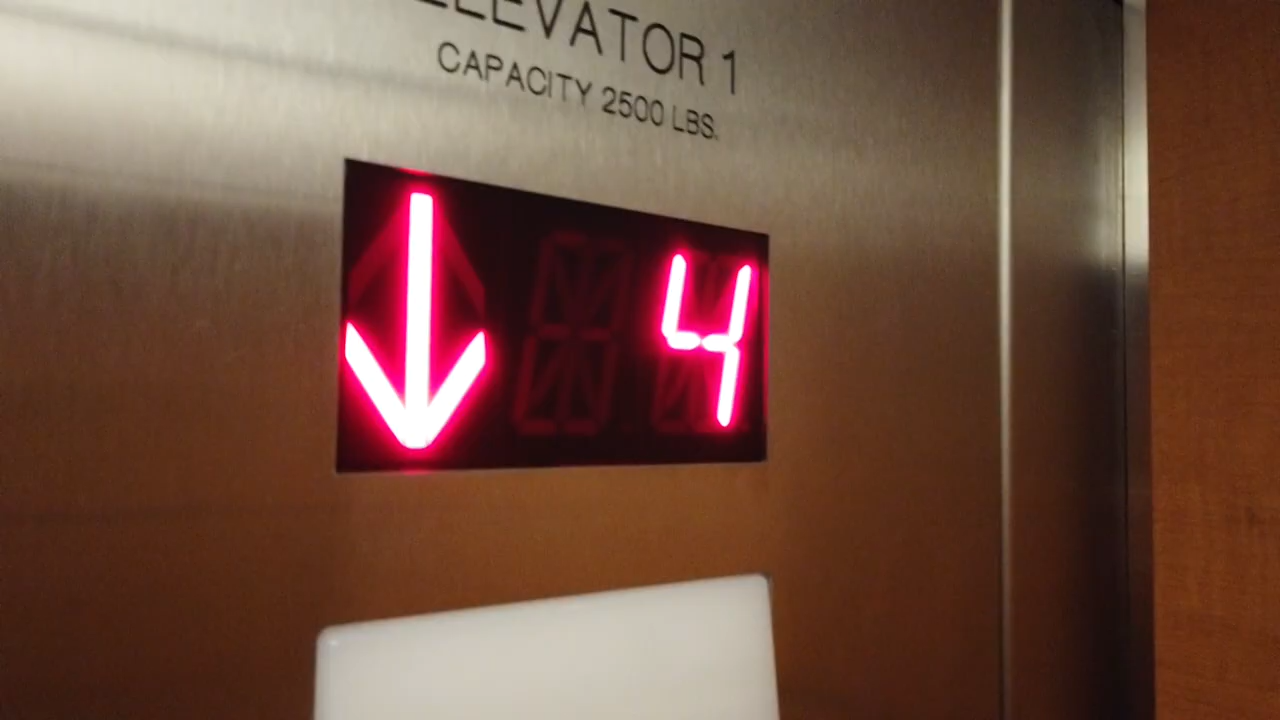 ELEVATOR 1
CAPACITY 2500 LBS.
↓ 4